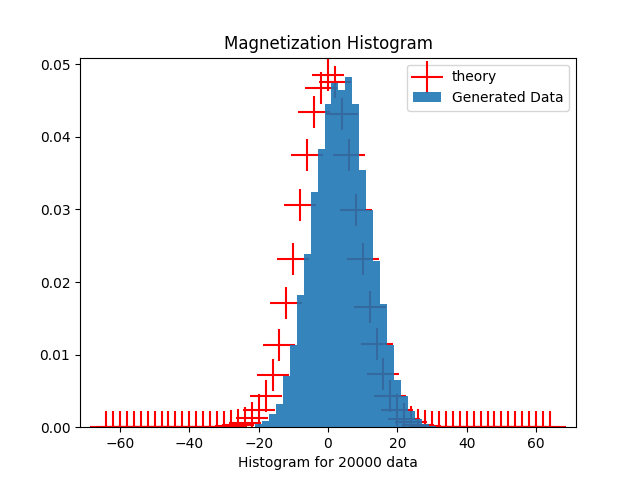 Magnetization Histogram
theory
Generated Data
0.05
0.04
0.03
0.02
0.01
0.00
−60 −40 −20 0 20 40 60
Histogram for 20000 data